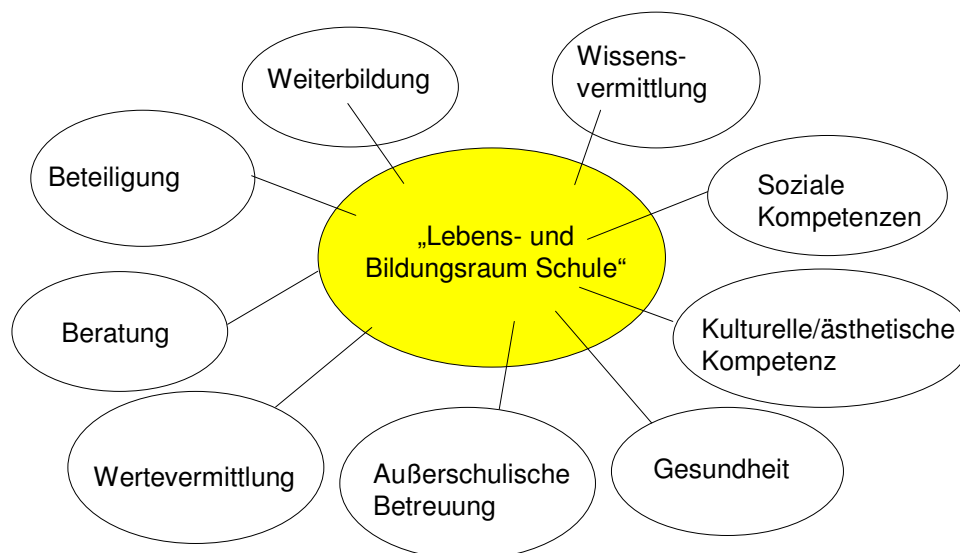 Weiterbildung
Wissens-
vermittlung
Beteiligung
Soziale
Kompetenzen
„Lebens- und
Bildungsraum Schule“
Beratung
Kulturelle/ästhetische
Kompetenz
Wertevermittlung
Außerschulische
Betreuung
Gesundheit